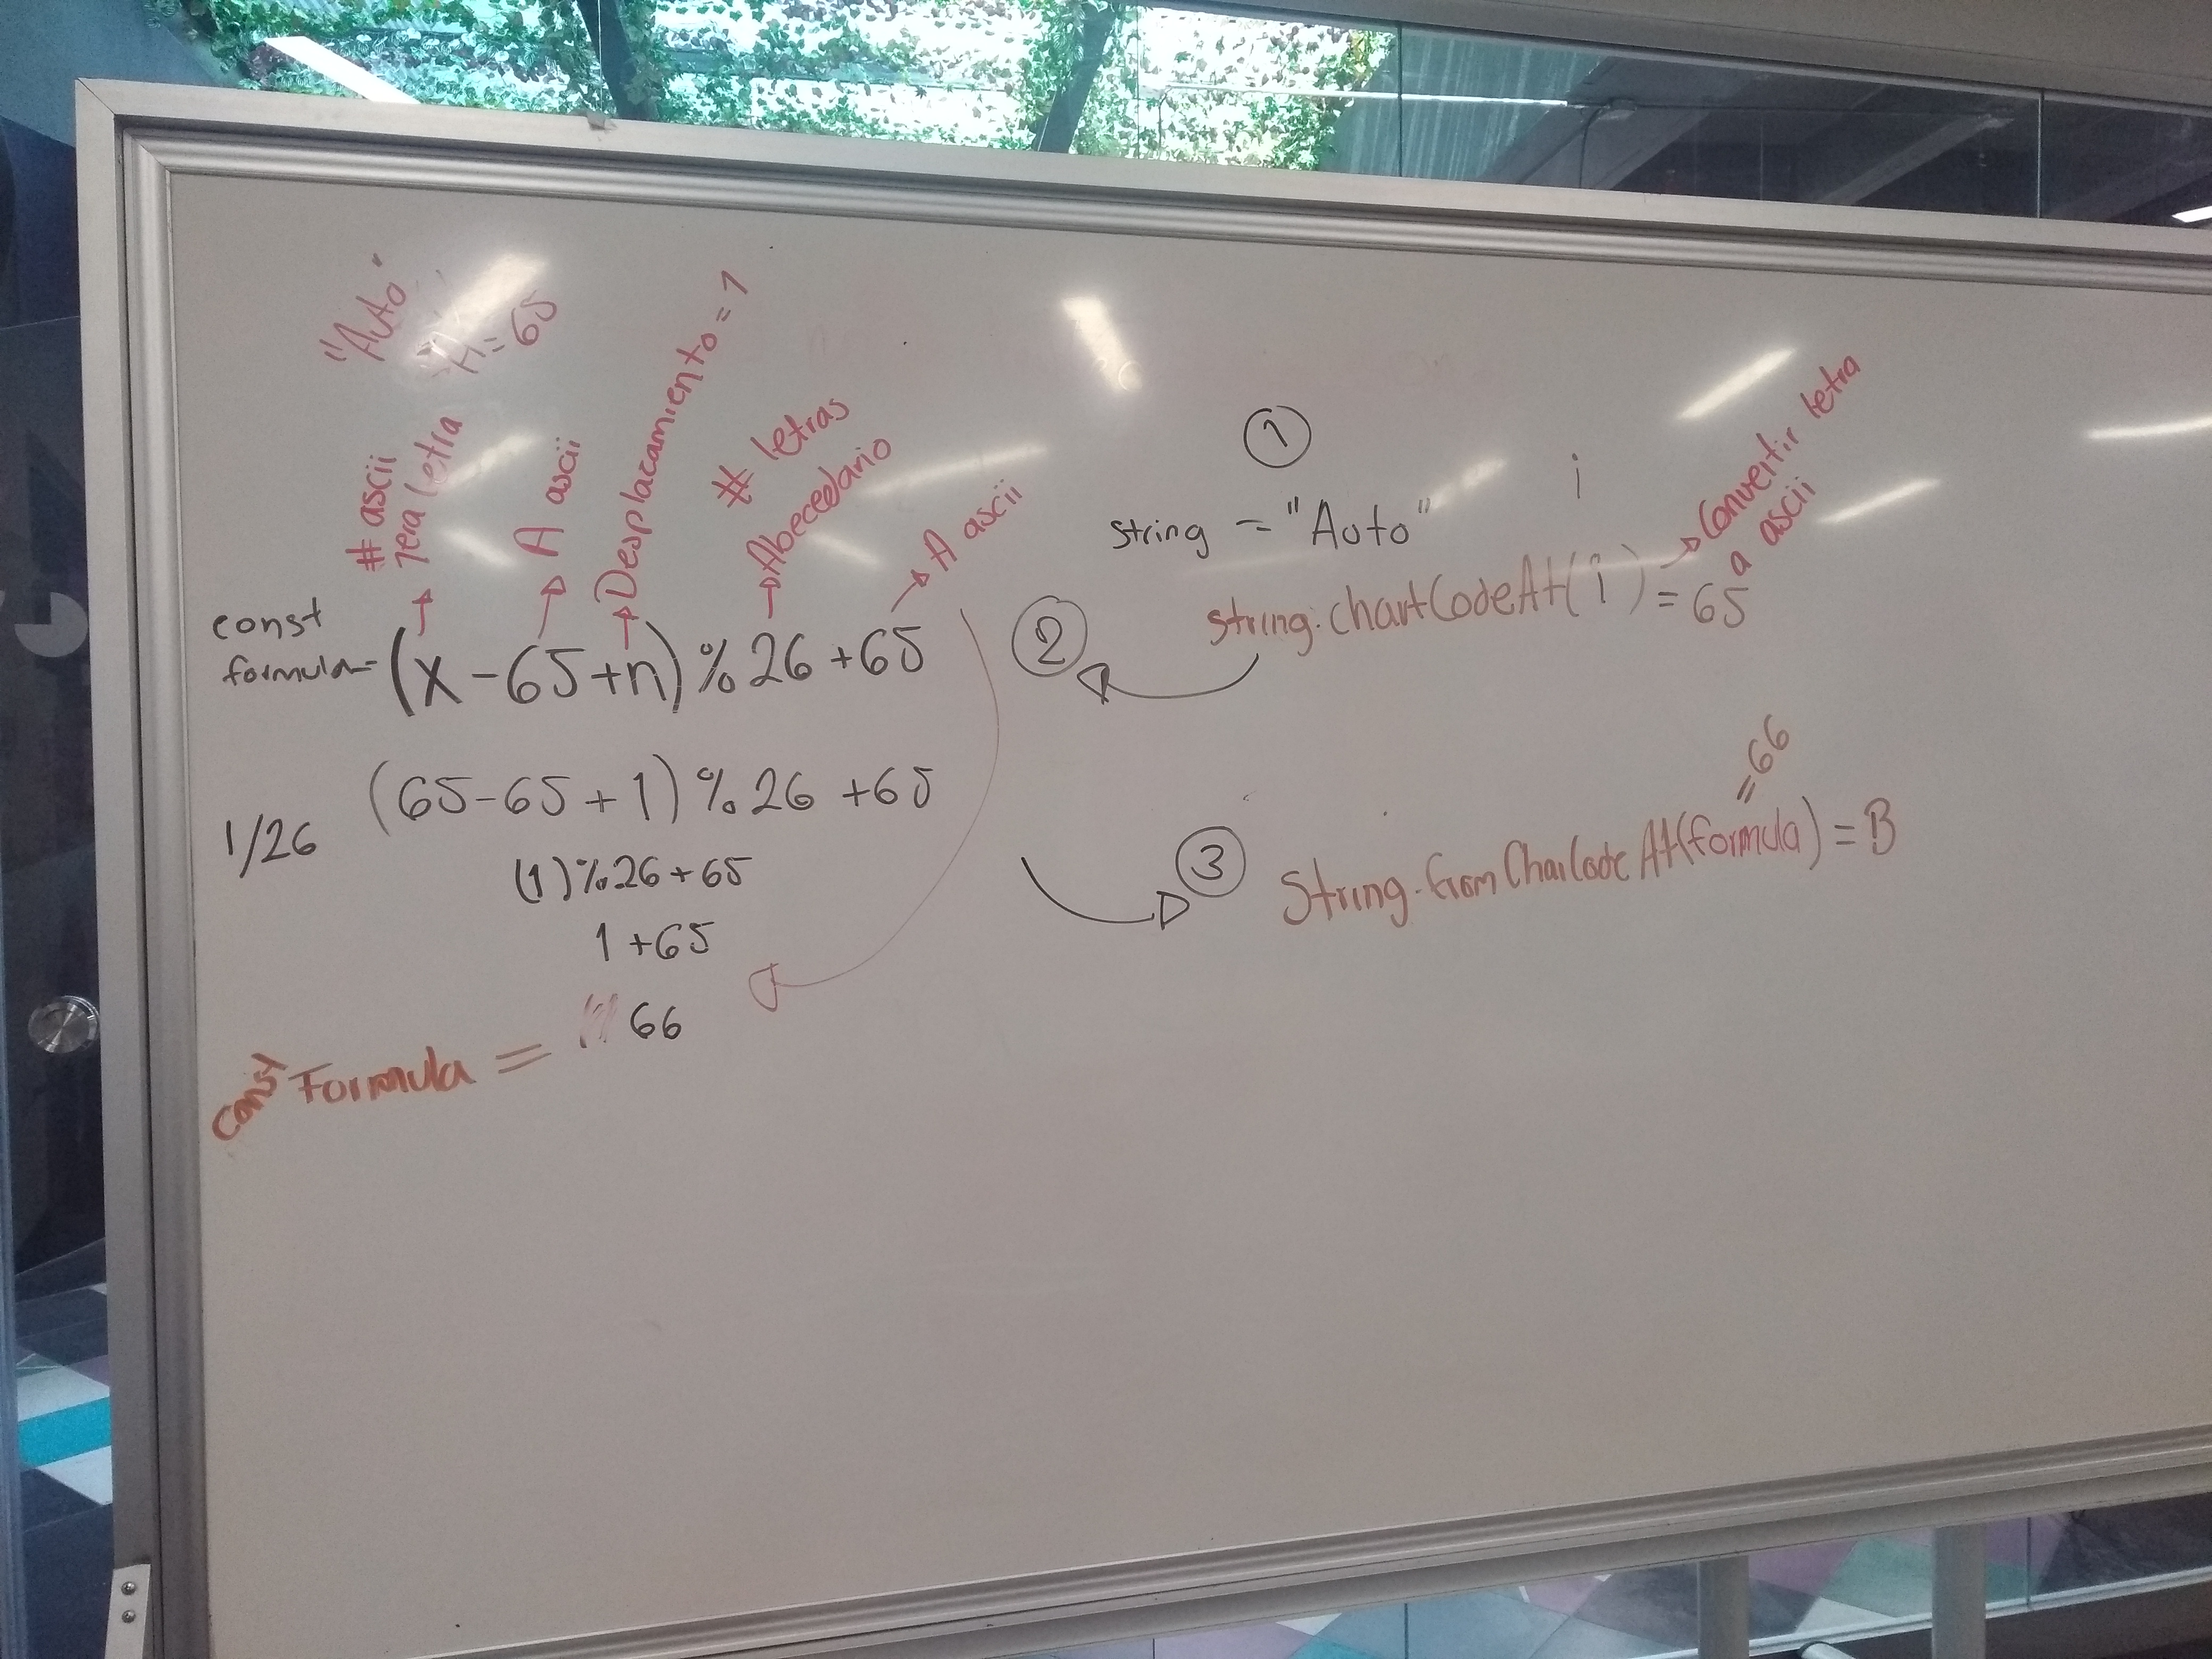 "Auto"
A = 65
# ascii
1era letra
A ascii
Desplacamiento = 1
# letras
Abecedario
A ascii
const
formula = (x - 65 + n) % 26 + 65
(65 - 65 + 1) % 26 + 65
1/26
(1) % 26 + 65
1 + 65
66
const Formula =
1
i
string = "Auto"
Convertir letra
a ascii
2
string.chartCodeAt(i) = 65
= 66
3
String.fromCharCodeAt(formula) = B